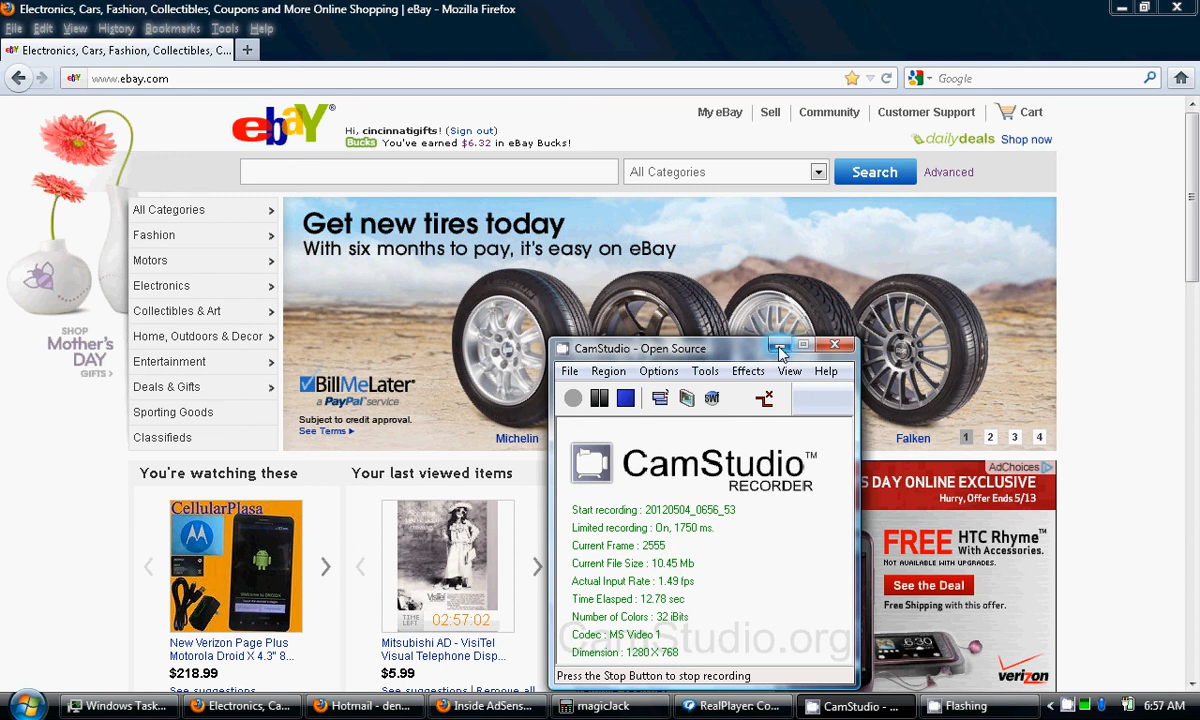 Electronics, Cars, Fashion, Collectibles, Coupons and More Online Shopping | eBay - Mozilla Firefox
File Edit View History Bookmarks Tools Help
Electronics, Cars, Fashion, Collectibles, C...
www.ebay.com
Google
My eBay Sell Community Customer Support Cart
ebay®
Hi, cincinnatigifts! (Sign out)
Bucks You've earned $6.32 in eBay Bucks!
dailydeals Shop now
All Categories Search Advanced
All Categories
Fashion
Motors
Electronics
Collectibles & Art
Home, Outdoors & Decor
Entertainment
Deals & Gifts
Sporting Goods
Classifieds
SHOP
Mother's
DAY
GIFTS >
Get new tires today
With six months to pay, it's easy on eBay
BillMeLater®
a PayPal service
Subject to credit approval.
See Terms
Michelin
Falken
1 2 3 4
CamStudio - Open Source
File Region Options Tools Effects View Help
CamStudio™
RECORDER
Start recording : 20120504_0656_53
Limited recording : On, 1750 ms.
Current Frame : 2555
Current File Size : 10.45 Mb
Actual Input Rate : 1.49 fps
Time Elasped : 12.78 sec
Number of Colors : 32 iBits
Codec : MS Video 1
Dimension : 1280 X 768
CamStudio.org
Press the Stop Button to stop recording
You're watching these
CellularPlasa
New Verizon Page Plus
Motorola Droid X 4.3" 8...
$218.99
See suggestions
Your last viewed items
VisiTel
TIME
LEFT 02:57:02
Mitsubishi AD - VisiTel
Visual Telephone Disp...
$5.99
See suggestions | Remove all
AdChoices
S DAY ONLINE EXCLUSIVE
Hurry, Offer Ends 5/13
FREE HTC Rhyme™
With Accessories.
NOT AVAILABLE WITH UPGRADES.
See the Deal
Free Shipping with this offer.
verizon
Windows Task...
Electronics, Ca...
Hotmail - den...
Inside AdSen...
magicJack
RealPlayer: Co...
CamStudio - ...
Flashing
6:57 AM